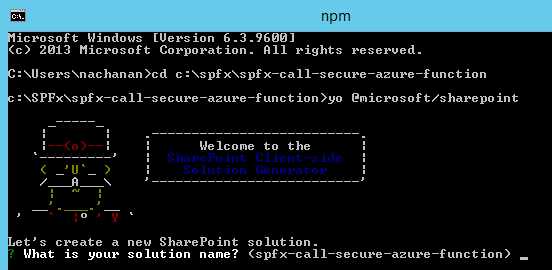 npm
Microsoft Windows [Version 6.3.9600]
(c) 2013 Microsoft Corporation. All rights reserved.
C:\Users\nachanan>cd c:\spfx\spfx-call-secure-azure-function
c:\SPFx\spfx-call-secure-azure-function>yo @microsoft/sharepoint
Welcome to the
SharePoint Client-side
Solution Generator
Let's create a new SharePoint solution.
? What is your solution name? (spfx-call-secure-azure-function) _